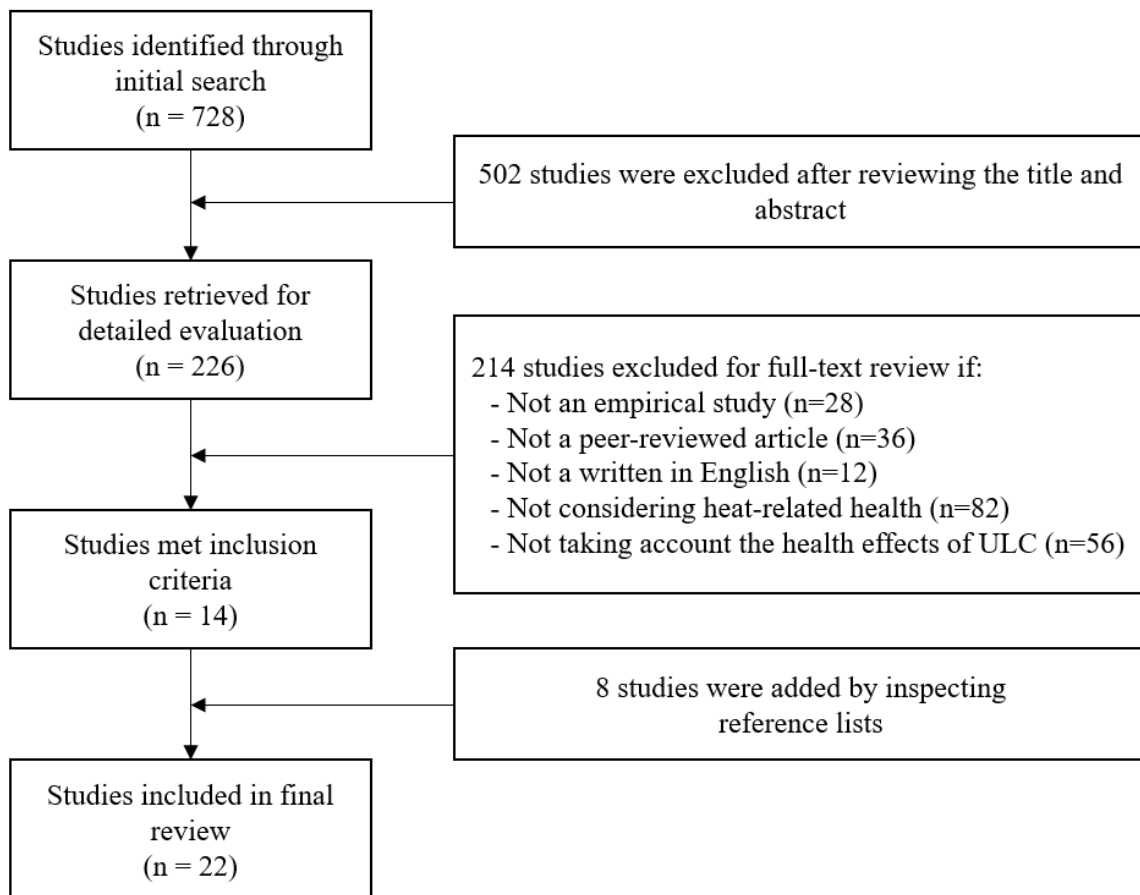 Studies identified through
initial search
(n = 728)
502 studies were excluded after reviewing the title and
abstract
Studies retrieved for
detailed evaluation
(n = 226)
214 studies excluded for full-text review if:
- Not an empirical study (n=28)
- Not a peer-reviewed article (n=36)
- Not a written in English (n=12)
- Not considering heat-related health (n=82)
- Not taking account the health effects of ULC (n=56)
Studies met inclusion
criteria
(n = 14)
8 studies were added by inspecting
reference lists
Studies included in final
review
(n = 22)